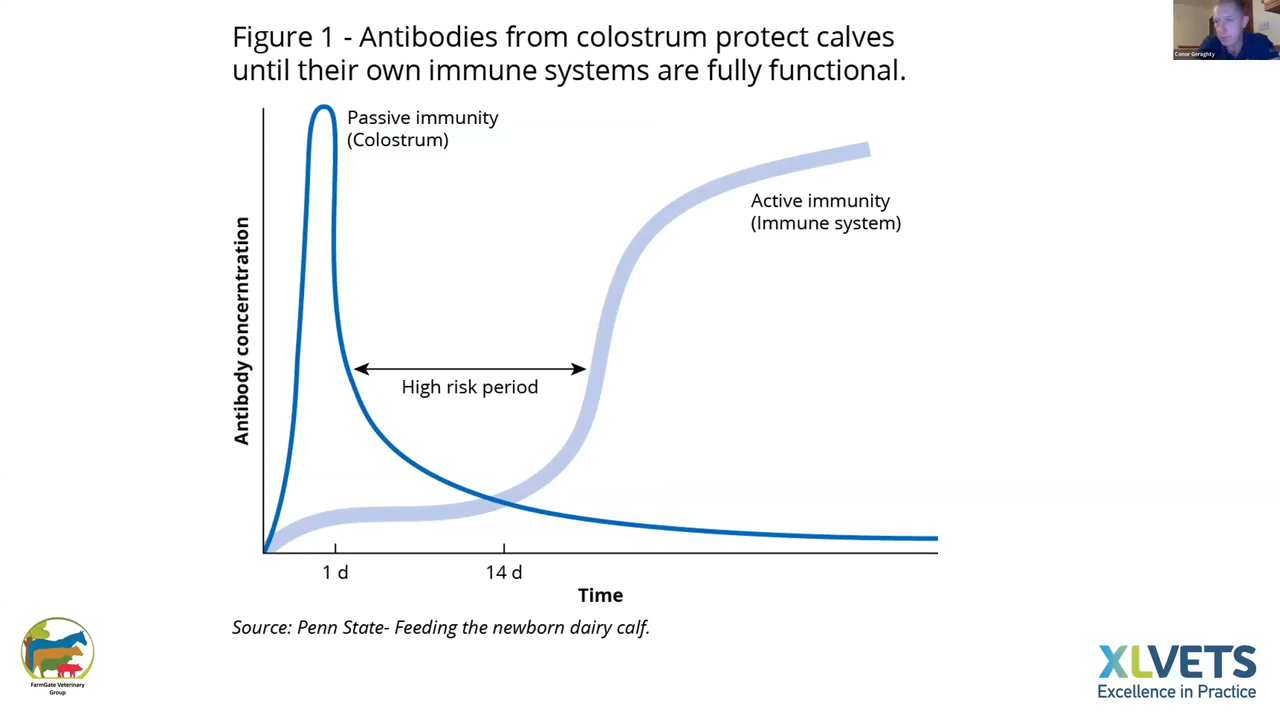 Figure 1 - Antibodies from colostrum protect calves
until their own immune systems are fully functional.
Conor Geraghty
Passive immunity
(Colostrum)
Active immunity
(Immune system)
Antibody concerntration
High risk period
1 d
14 d
Time
Source: Penn State- Feeding the newborn dairy calf.
FarmGate Veterinary
Group
XLVETS
Excellence in Practice